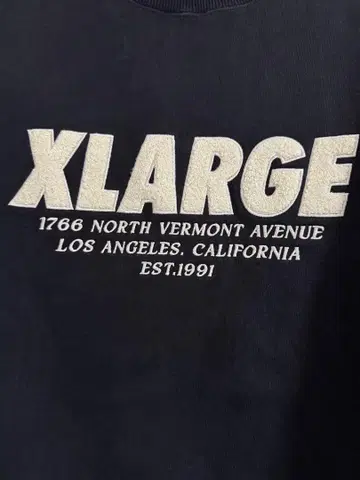 XLARGE
1766 NORTH VERMONT AVENUE
LOS ANGELES, CALIFORNIA
EST.1991